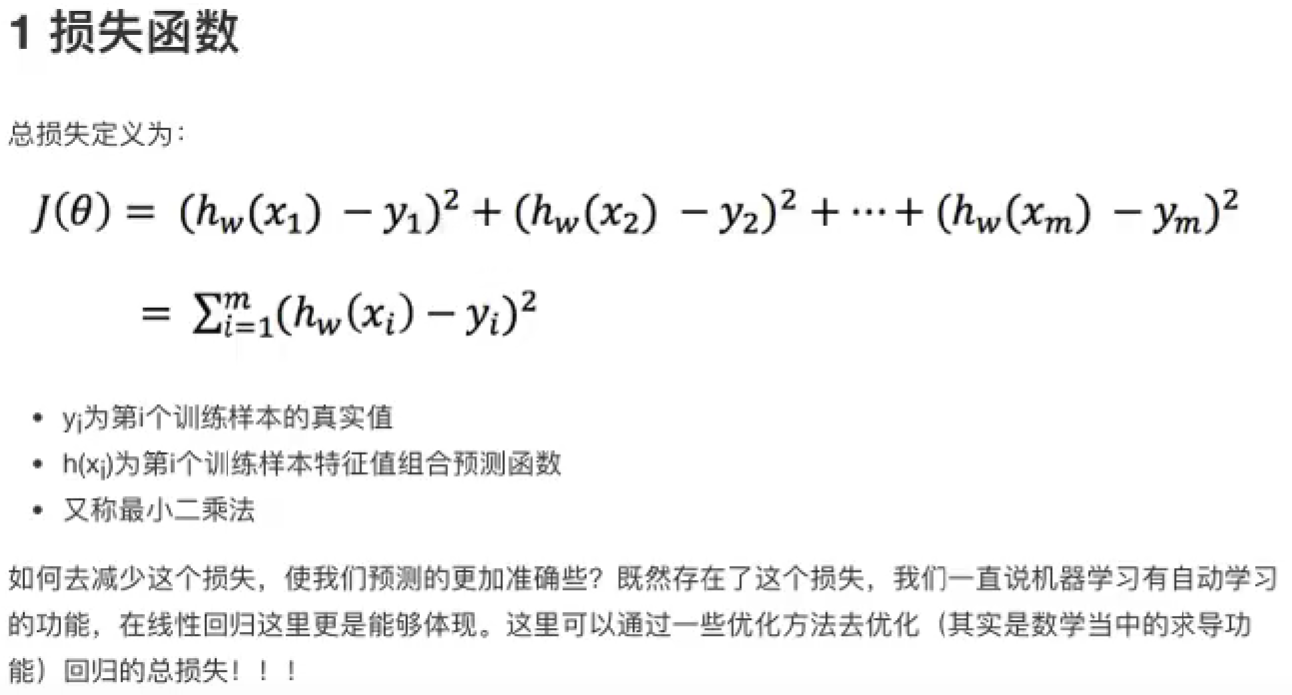 1 损失函数
总损失定义为：
J(θ) = (h_w(x_1) − y_1)^2 + (h_w(x_2) − y_2)^2 + ⋯ + (h_w(x_m) − y_m)^2
= ∑_{i=1}^{m}(h_w(x_i) − y_i)^2
• y_i为第i个训练样本的真实值
• h(x_i)为第i个训练样本特征值组合预测函数
• 又称最小二乘法
如何去减少这个损失，使我们预测的更加准确些？既然存在了这个损失，我们一直说机器学习有自动学习
的功能，在线性回归这里更是能够体现。这里可以通过一些优化方法去优化（其实是数学当中的求导功
能）回归的总损失！！！